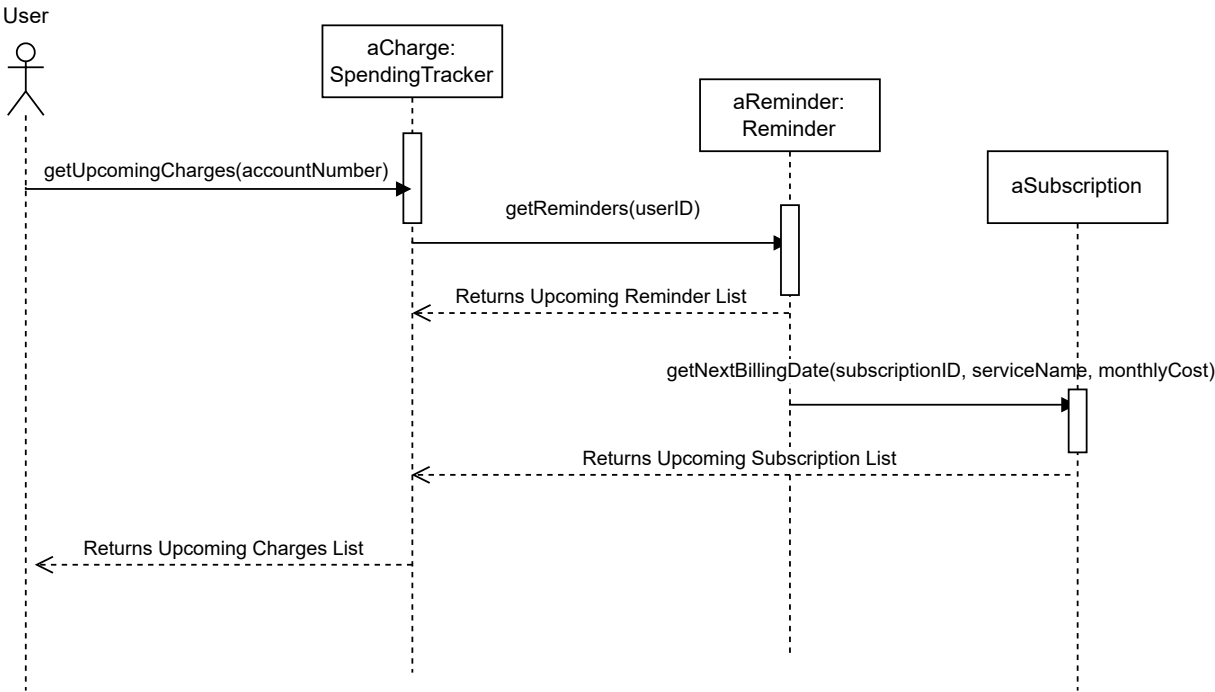 User
aCharge:
SpendingTracker
aReminder:
Reminder
aSubscription
getUpcomingCharges(accountNumber)
getReminders(userID)
Returns Upcoming Reminder List
getNextBillingDate(subscriptionID, serviceName, monthlyCost)
Returns Upcoming Subscription List
Returns Upcoming Charges List